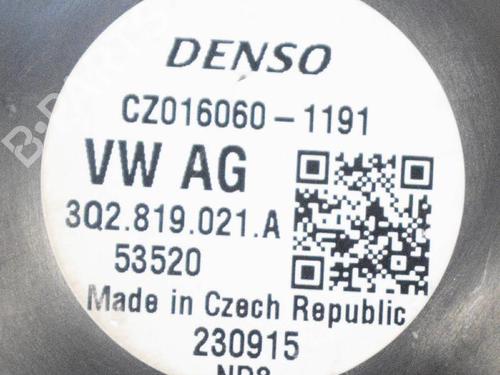 DENSO
CZ016060-1191
VW AG
3Q2.819.021.A
53520
Made in Czech Republic
230915